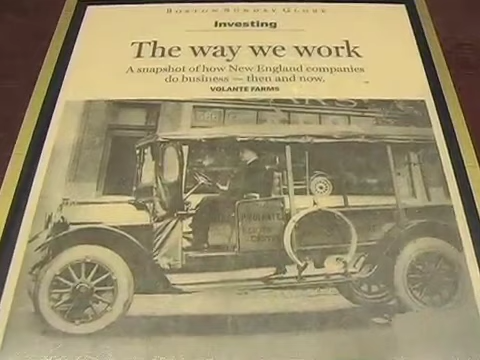 BOSTON SUNDAY GLOBE
Investing
The way we work
A snapshot of how New England companies
do business — then and now.
VOLANTE FARMS